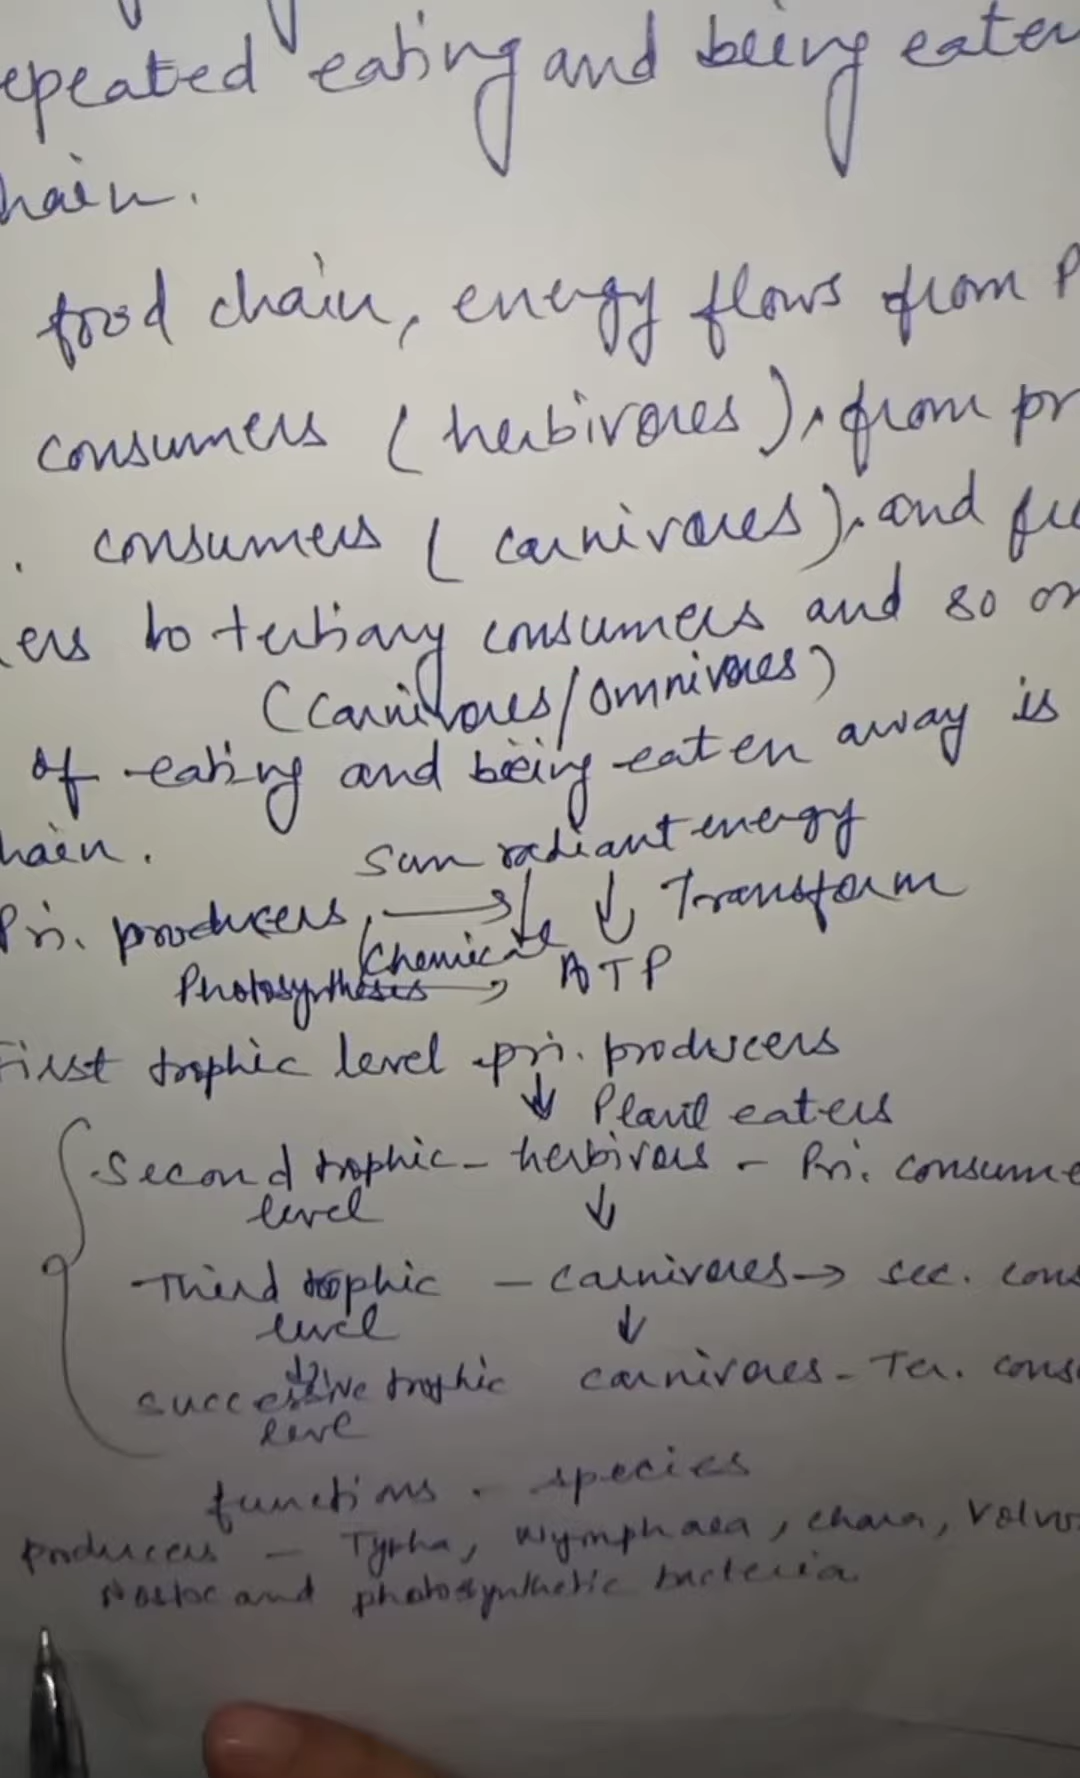 epeated eating and being eaten
hain.
food chain, energy flows from P
consumers (herbivores), from pr
. consumers (carnivores), and fr
ers to tertiary consumers and so on
(Carnivores/omnivores)
of eating and being eaten away is
hain.
Sun radiant energy
Pri. producers → ↓ ↓ Transform
(Chemical
Photosynthesis → ATP
First trophic level pri. producers
↓ Plant eaters
Second trophic level - herbivores - Pri. consume
↓
Third trophic level - carnivores → sec. cons
↓
successive trophic level carnivores - Ter. cons
functions. species
Producers - Typha, Nymphaea, chara, Volvo
Nostoc and photosynthetic bacteria.